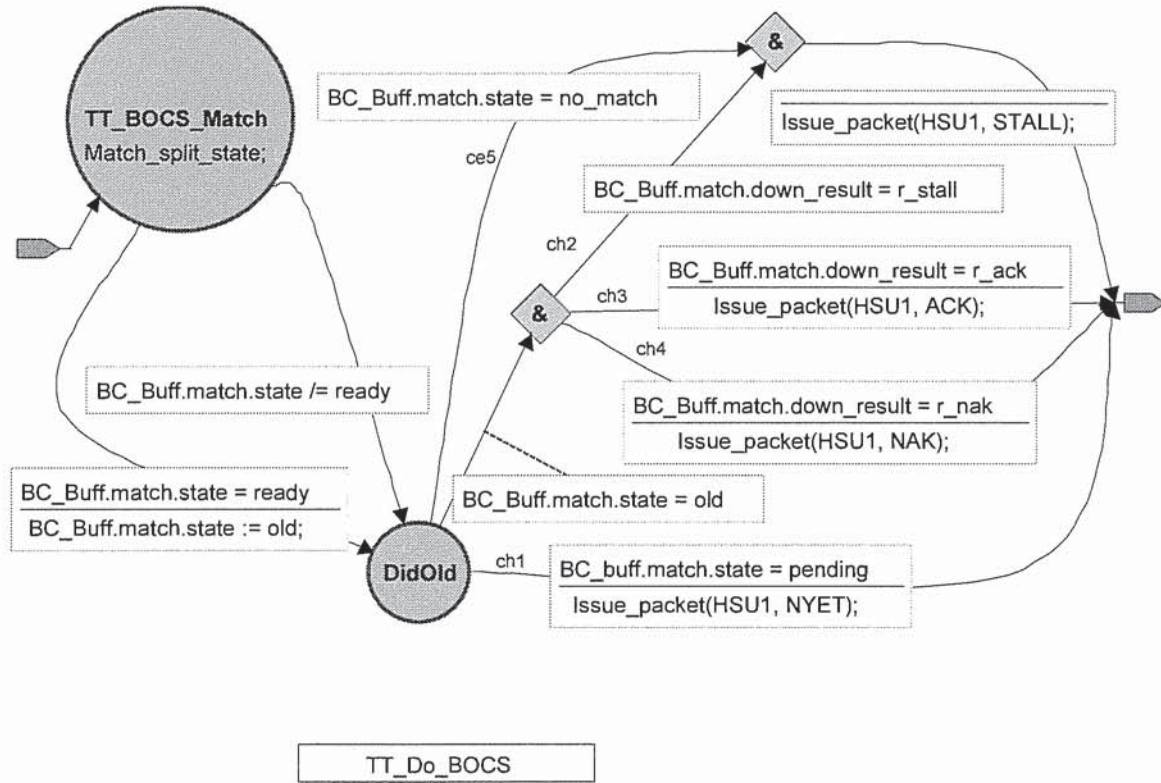 &
BC_Buff.match.state = no_match
TT_BOCS_Match
Match_split_state;
Issue_packet(HSU1, STALL);
ce5
BC_Buff.match.down_result = r_stall
ch2
BC_Buff.match.down_result = r_ack
Issue_packet(HSU1, ACK);
&
ch3
ch4
BC_Buff.match.state /= ready
BC_Buff.match.down_result = r_nak
Issue_packet(HSU1, NAK);
BC_Buff.match.state = ready
BC_Buff.match.state := old;
BC_Buff.match.state = old
DidOld
ch1
BC_buff.match.state = pending
Issue_packet(HSU1, NYET);
TT_Do_BOCS